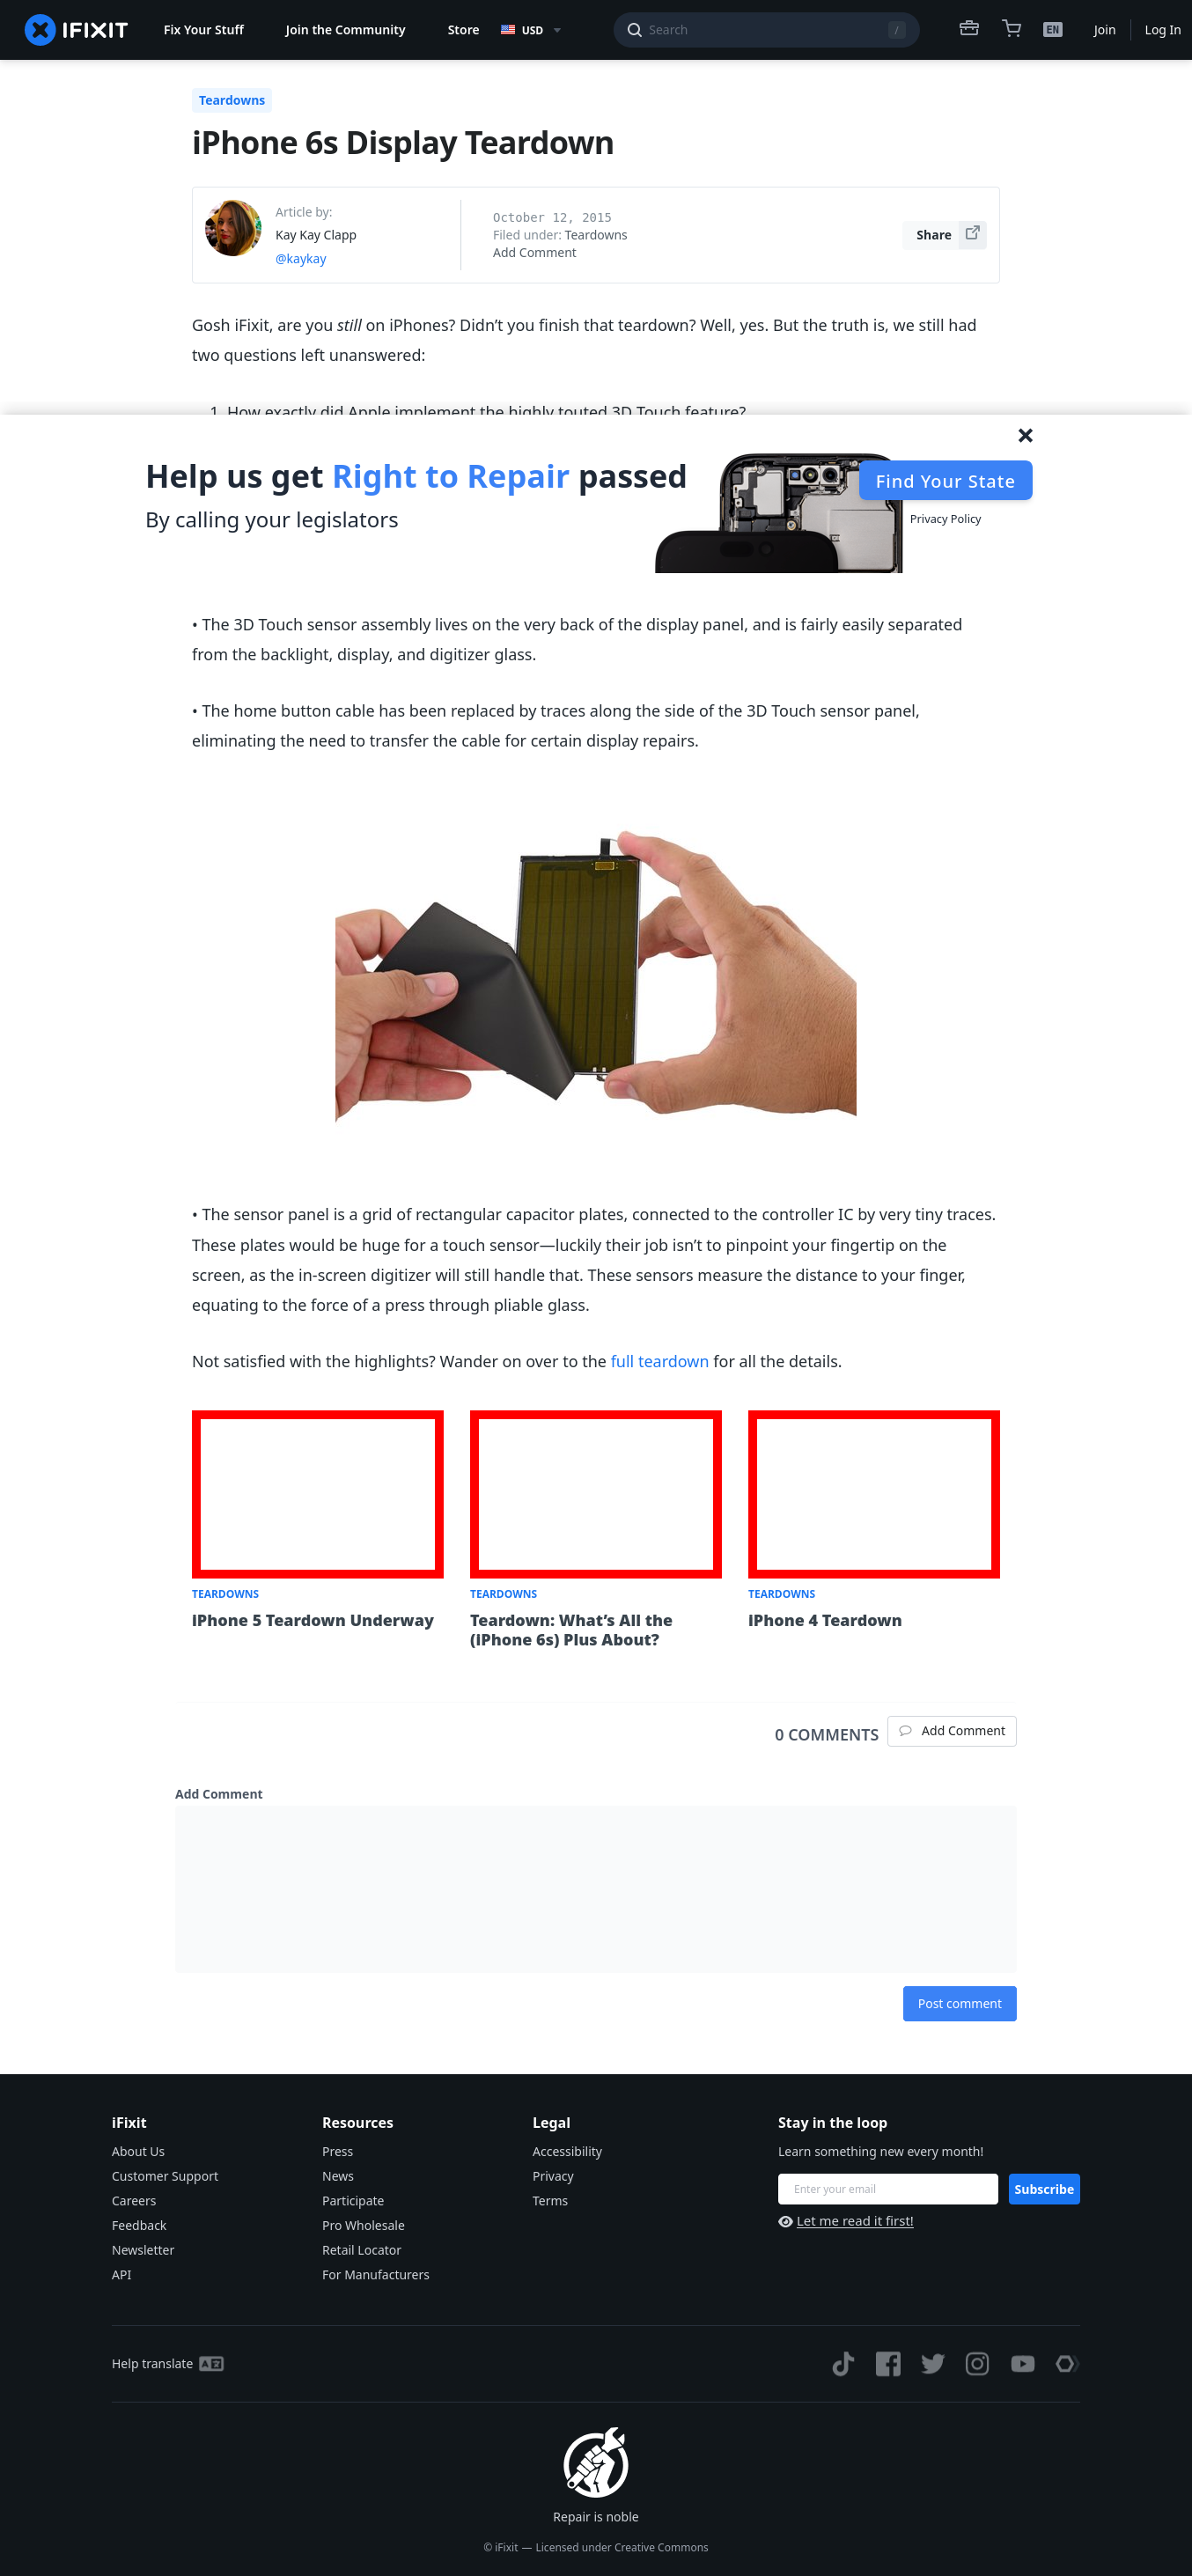 IFIXIT
Fix Your Stuff
Join the Community
Store
USD
Search
/
EN
Join
Log In
Teardowns
iPhone 6s Display Teardown
Article by:
Kay Kay Clapp
@kaykay
October 12, 2015
Filed under: Teardowns
Add Comment
Share
Gosh iFixit, are you still on iPhones? Didn’t you finish that teardown? Well, yes. But the truth is, we still had
two questions left unanswered:
1. How exactly did Apple implement the highly touted 3D Touch feature?
Help us get Right to Repair passed
By calling your legislators
Find Your State
Privacy Policy
• The 3D Touch sensor assembly lives on the very back of the display panel, and is fairly easily separated
from the backlight, display, and digitizer glass.
• The home button cable has been replaced by traces along the side of the 3D Touch sensor panel,
eliminating the need to transfer the cable for certain display repairs.
• The sensor panel is a grid of rectangular capacitor plates, connected to the controller IC by very tiny traces.
These plates would be huge for a touch sensor—luckily their job isn’t to pinpoint your fingertip on the
screen, as the in-screen digitizer will still handle that. These sensors measure the distance to your finger,
equating to the force of a press through pliable glass.
Not satisfied with the highlights? Wander on over to the full teardown for all the details.
TEARDOWNS
iPhone 5 Teardown Underway
TEARDOWNS
Teardown: What’s All the
(iPhone 6s) Plus About?
TEARDOWNS
iPhone 4 Teardown
0 COMMENTS
Add Comment
Add Comment
Post comment
iFixit
About Us
Customer Support
Careers
Feedback
Newsletter
API
Resources
Press
News
Participate
Pro Wholesale
Retail Locator
For Manufacturers
Legal
Accessibility
Privacy
Terms
Stay in the loop
Learn something new every month!
Enter your email
Subscribe
Let me read it first!
Help translate
Repair is noble
© iFixit — Licensed under Creative Commons